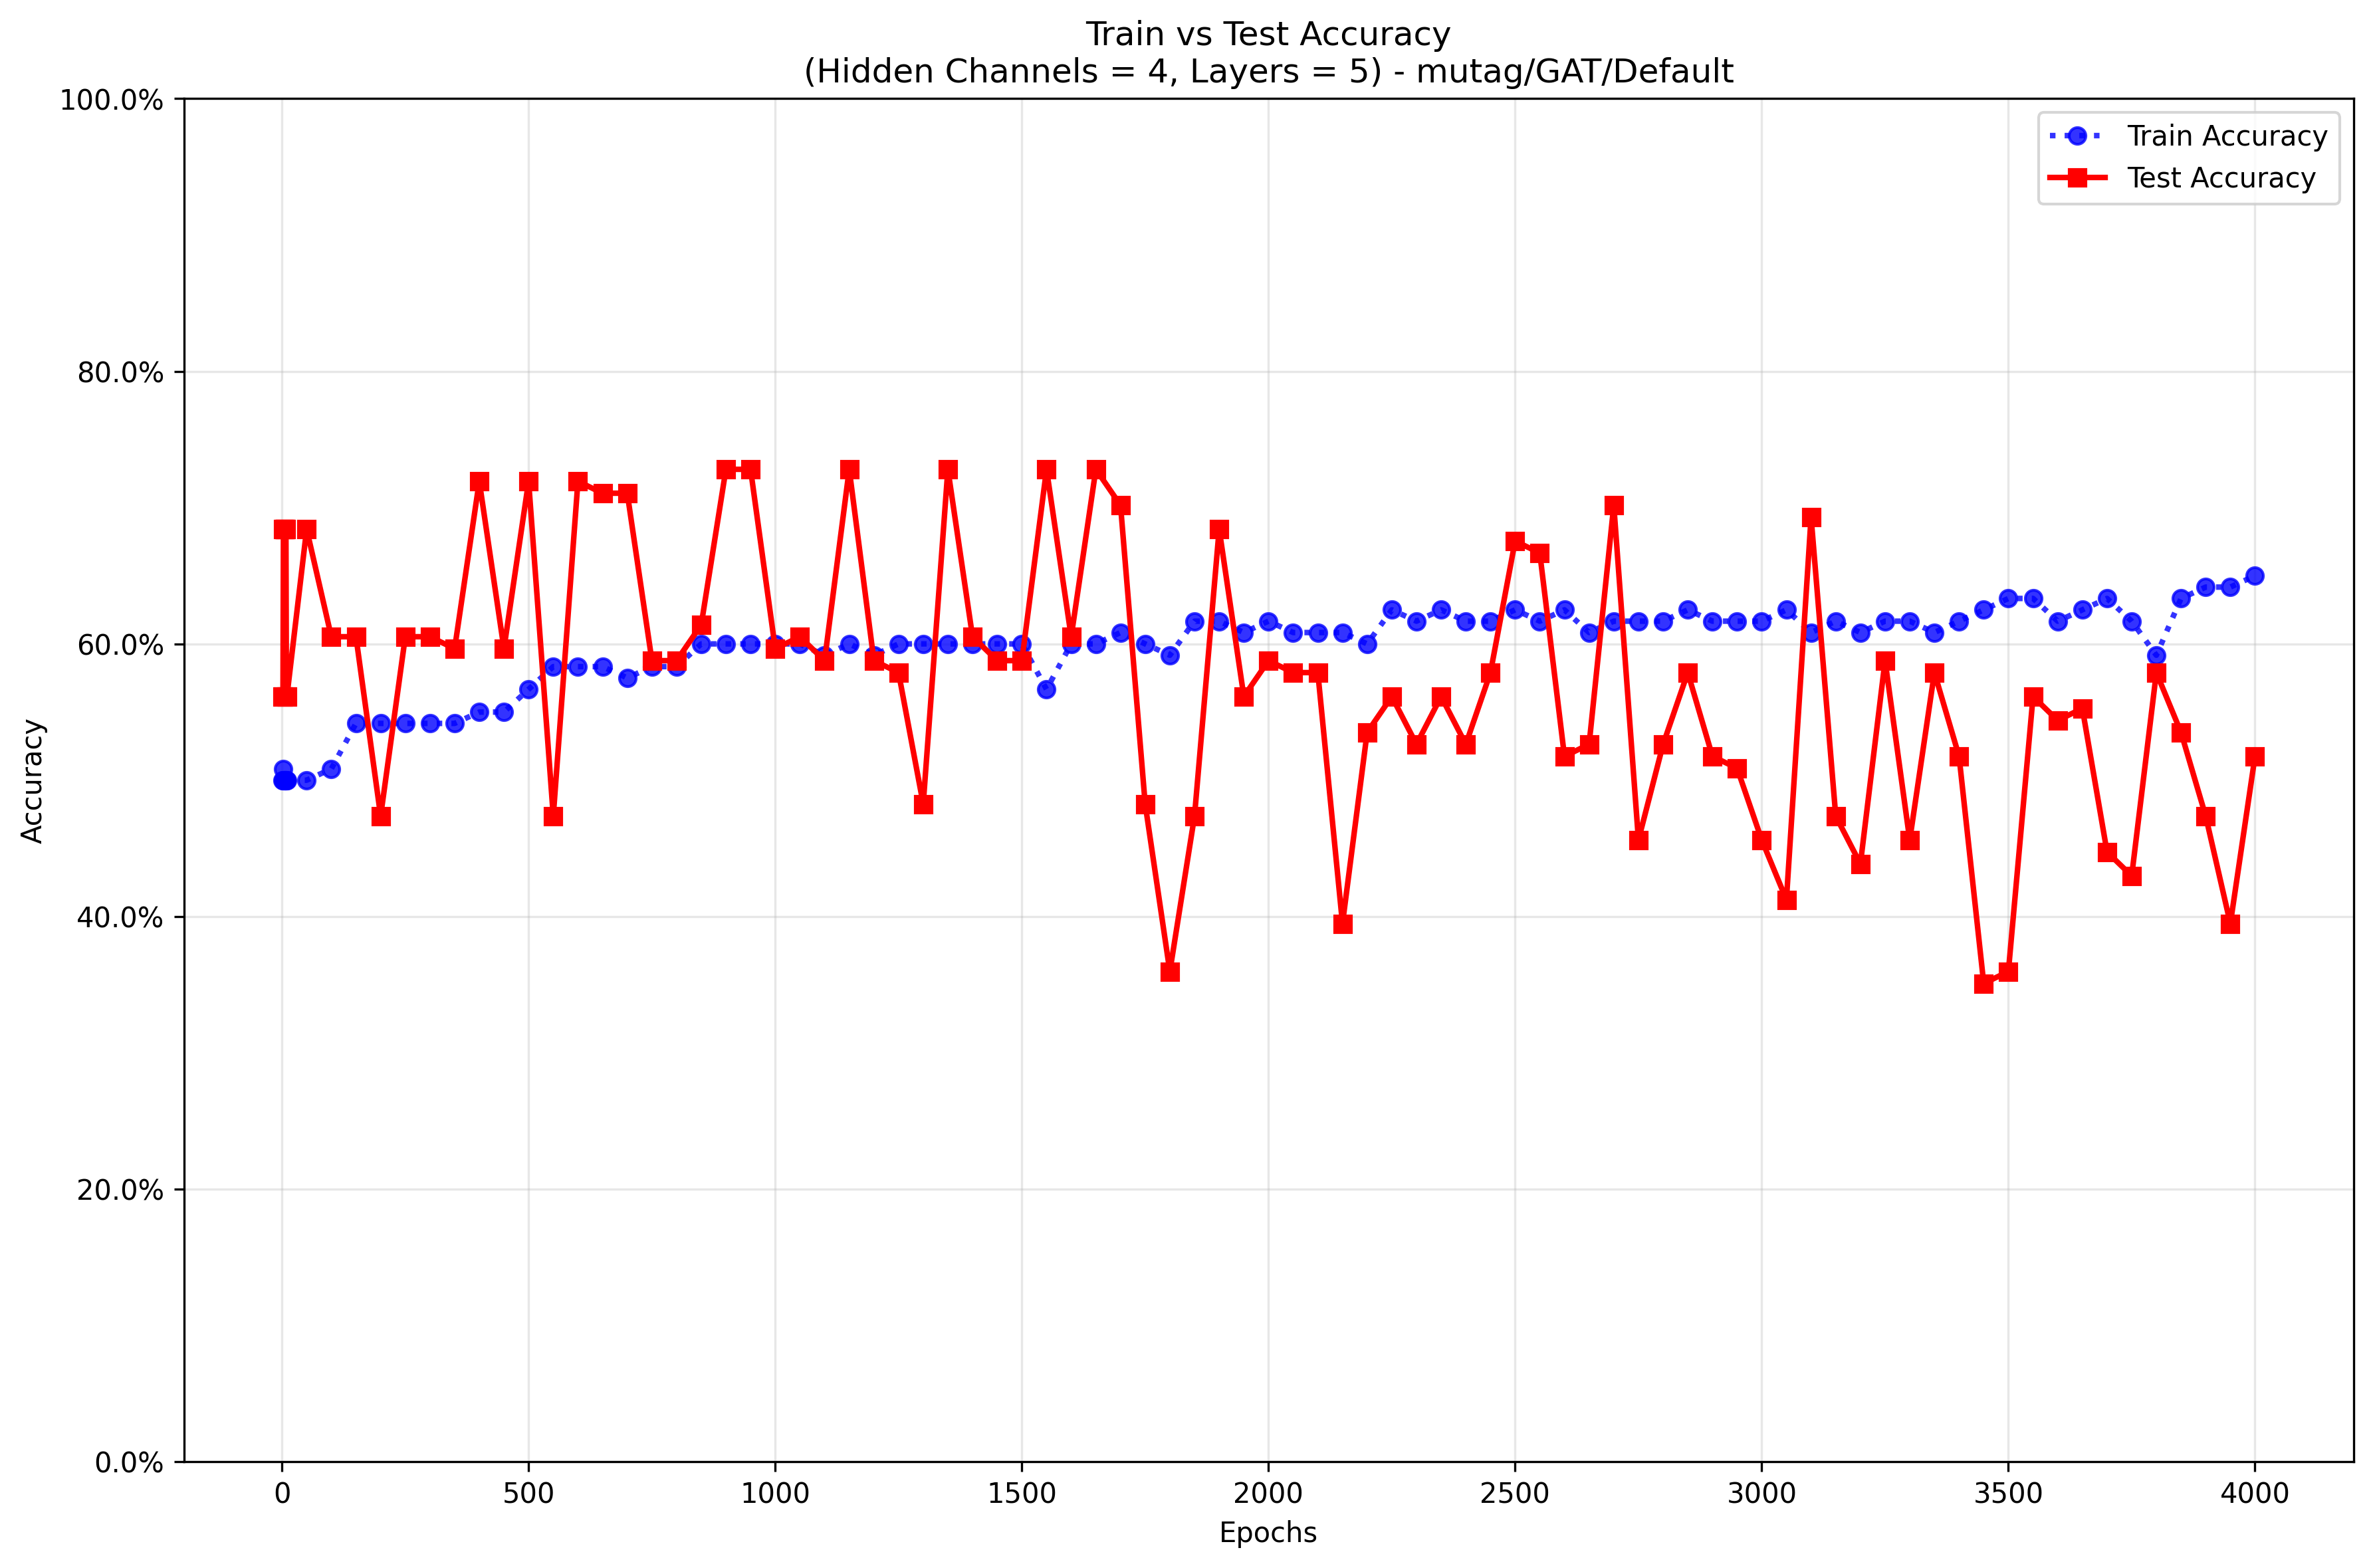 Train vs Test Accuracy
(Hidden Channels = 4, Layers = 5) - mutag/GAT/Default
100.0%
80.0%
60.0%
40.0%
20.0%
0.0%
Accuracy
Train Accuracy
Test Accuracy
0 500 1000 1500 2000 2500 3000 3500 4000
Epochs